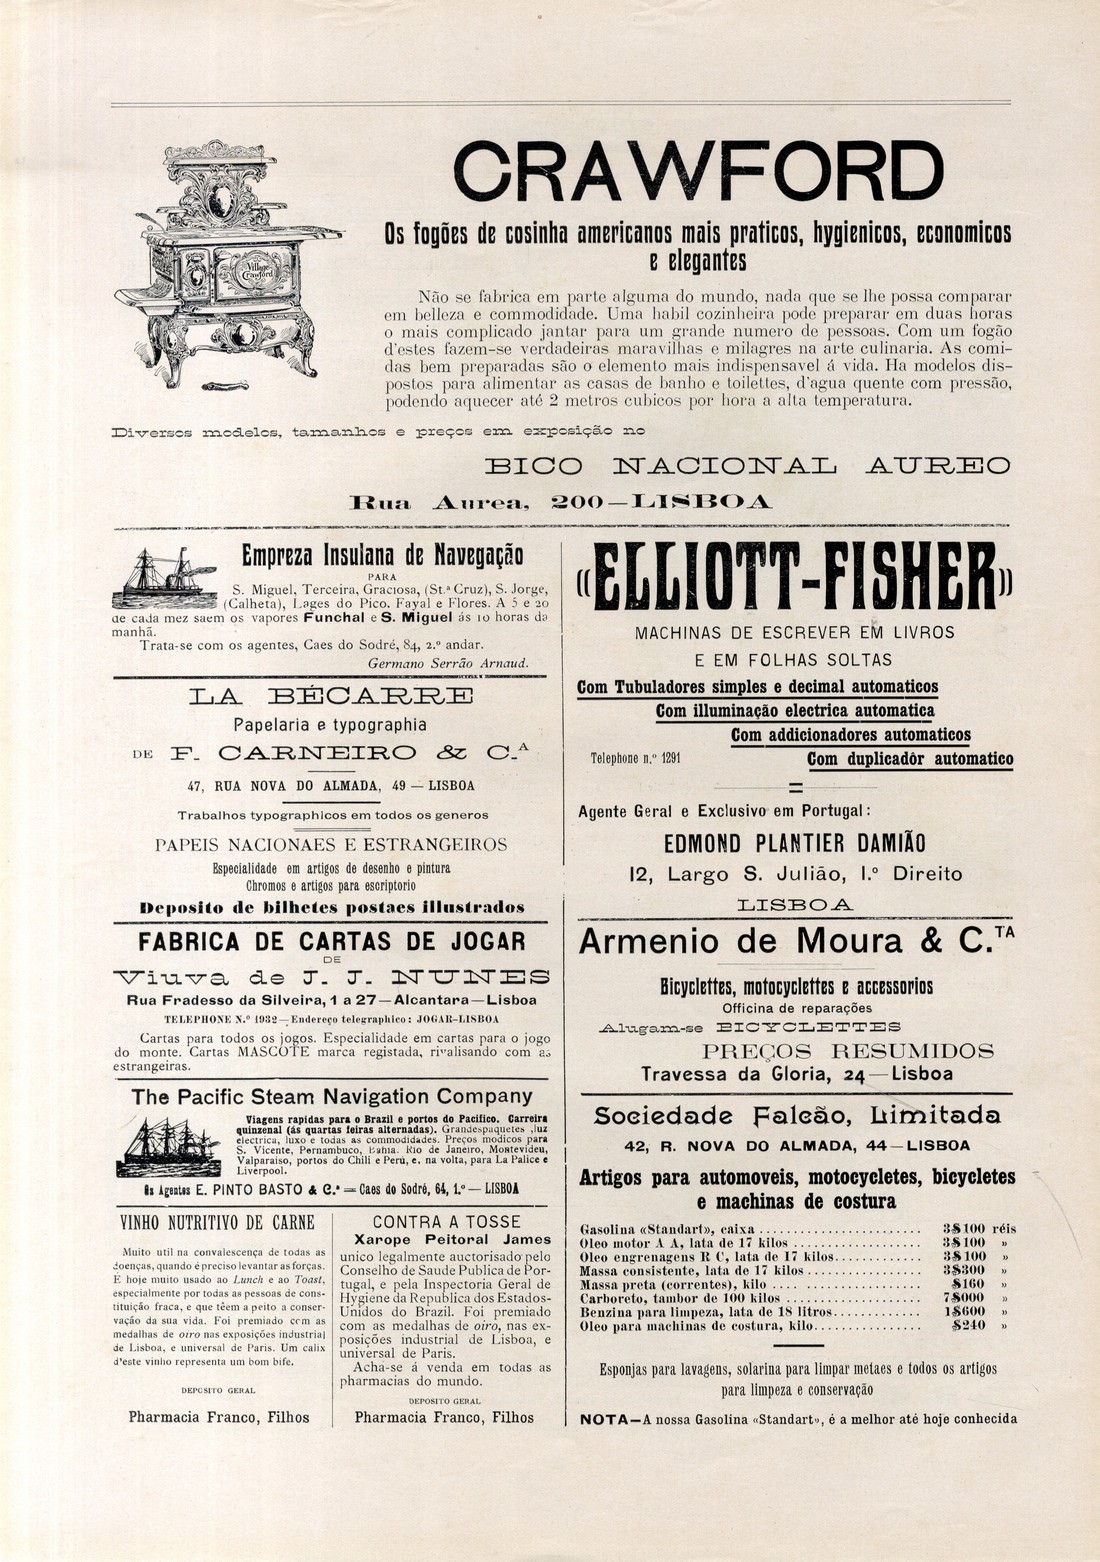 CRAWFORD
Os fogões de cosinha americanos mais praticos, hygienicos, economicos
e elegantes
Village
Crawford
Não se fabrica em parte alguma do mundo, nada que se lhe possa comparar
em belleza e commodidade. Uma habil cozinheira pode preparar em duas horas
o mais complicado jantar para um grande numero de pessoas. Com um fogão
d'estes fazem-se verdadeiras maravilhas e milagres na arte culinaria. As comi-
das bem preparadas são o elemento mais indispensavel á vida. Ha modelos dis-
postos para alimentar as casas de banho e toilettes, d'agua quente com pressão,
podendo aquecer até 2 metros cubicos por hora a alta temperatura.
Diversos modelos, tamanhos e preços em exposição no
BICO NACIONAL AUREO
Rua Aurea, 200—LISBOA
Empreza Insulana de Navegação
PARA
S. Miguel, Terceira, Graciosa, (St.ª Cruz), S. Jorge,
(Calheta), Lages do Pico, Fayal e Flores. A 5 e 20
de cada mez saem os vapores Funchal e S. Miguel ás 10 horas da
manhã.
Trata-se com os agentes, Caes do Sodré, 84, 2.º andar.
Germano Serrão Arnaud.
LA BÉCARRE
Papelaria e typographia
DE F. CARNEIRO & C.A
47, RUA NOVA DO ALMADA, 49 — LISBOA
Trabalhos typographicos em todos os generos
PAPEIS NACIONAES E ESTRANGEIROS
Especialidade em artigos de desenho e pintura
Chromos e artigos para escriptorio
Deposito de bilhetes postaes illustrados
FABRICA DE CARTAS DE JOGAR
DE
Viuva de J. J. NUNES
Rua Fradesso da Silveira, 1 a 27—Alcantara—Lisboa
TELEPHONE N.º 1932—Endereço telegraphico: JOGAR-LISBOA
Cartas para todos os jogos. Especialidade em cartas para o jogo
do monte. Cartas MASCOTE marca registada, rivalisando com as
estrangeiras.
The Pacific Steam Navigation Company
Viagens rapidas para o Brazil e portos do Pacifico. Carreira
quinzenal (ás quartas feiras alternadas). Grandespaquetes luz
electrica, luxo e todas as commodidades. Preços modicos para
S. Vicente, Pernambuco, Bahia. Rio de Janeiro, Montevideu,
Valparaiso, portos do Chili e Perú, e, na volta, para La Palice e
Liverpool.
Os Agentes E. PINTO BASTO & C.ª = Caes do Sodré, 64, 1.º — LISBOA
VINHO NUTRITIVO DE CARNE
Muito util na convalescença de todas as
doenças, quando é preciso levantar as forças.
É hoje muito usado ao Lunch e ao Toast,
especialmente por todas as pessoas de cons-
tituição fraca, e que têem a peito a conser-
vação da sua vida. Foi premiado com as
medalhas de oiro nas exposições industrial
de Lisboa, e universal de Paris. Um calix
d'este vinho representa um bom bife.
DEPOSITO GERAL
Pharmacia Franco, Filhos
CONTRA A TOSSE
Xarope Peitoral James
unico legalmente auctorisado pelo
Conselho de Saude Publica de Por-
tugal, e pela Inspectoria Geral de
Hygiene da Republica dos Estados-
Unidos do Brazil. Foi premiado
com as medalhas de oiro, nas ex-
posições industrial de Lisboa, e
universal de Paris.
Acha-se á venda em todas as
pharmacias do mundo.
DEPOSITO GERAL
Pharmacia Franco, Filhos
«ELLIOTT-FISHER»
MACHINAS DE ESCREVER EM LIVROS
E EM FOLHAS SOLTAS
Com Tubuladores simples e decimal automaticos
Com illuminação electrica automatica
Com addicionadores automaticos
Telephone n.º 1291 Com duplicadôr automatico
Agente Geral e Exclusivo em Portugal:
EDMOND PLANTIER DAMIÃO
12, Largo S. Julião, 1.º Direito
LISBOA
Armenio de Moura & C.TA
Bicyclettes, motocyclettes e accessorios
Officina de reparações
Alugam-se BICYCLETTES
PREÇOS RESUMIDOS
Travessa da Gloria, 24—Lisboa
Sociedade Falcão, Limitada
42, R. NOVA DO ALMADA, 44—LISBOA
Artigos para automoveis, motocycletes, bicycletes
e machinas de costura
Gasolina «Standart», caixa ........................ 3$100 réis
Oleo motor A A, lata de 17 kilos ................... 3$100 »
Oleo engrenagens R C, lata de 17 kilos............. 3$100 »
Massa consistente, lata de 17 kilos ................. 3$300 »
Massa preta (correntes), kilo ....................... $160 »
Carboreto, tambor de 100 kilos .................... 7$000 »
Benzina para limpeza, lata de 18 litros............. 1$600 »
Oleo para machinas de costura, kilo................ $240 »
Esponjas para lavagens, solarina para limpar metaes e todos os artigos
para limpeza e conservação
NOTA—A nossa Gasolina «Standart», é a melhor até hoje conhecida